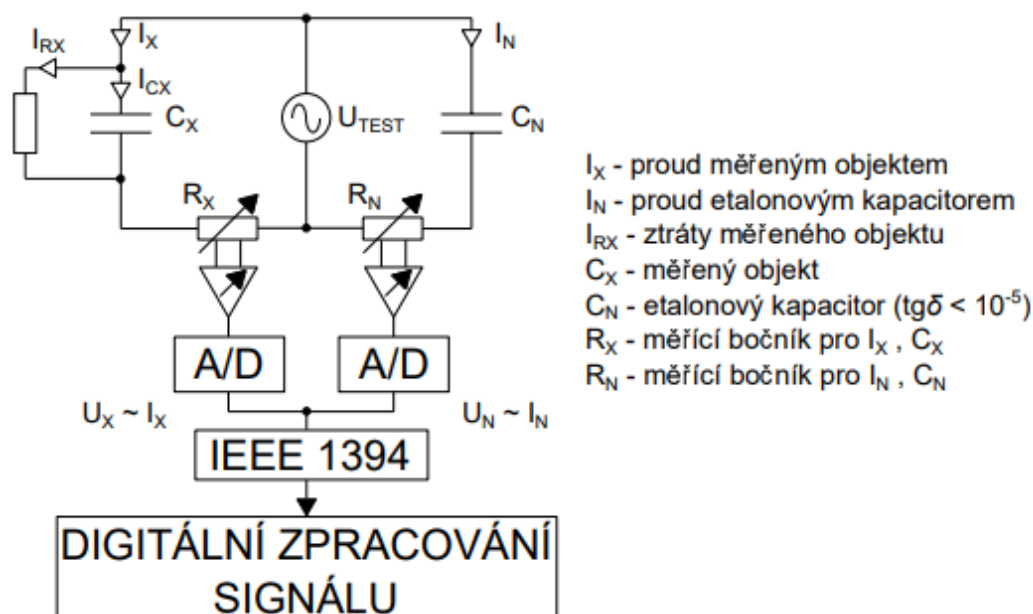 I_X
I_N
I_RX
I_CX
C_X
U_TEST
C_N
R_X
R_N
A/D
A/D
U_X ~ I_X
U_N ~ I_N
IEEE 1394
DIGITÁLNÍ ZPRACOVÁNÍ
SIGNÁLU
I_X - proud měřeným objektem
I_N - proud etalonovým kapacitorem
I_RX - ztráty měřeného objektu
C_X - měřený objekt
C_N - etalonový kapacitor (tgδ < 10^-5)
R_X - měřící bočník pro I_X , C_X
R_N - měřící bočník pro I_N , C_N